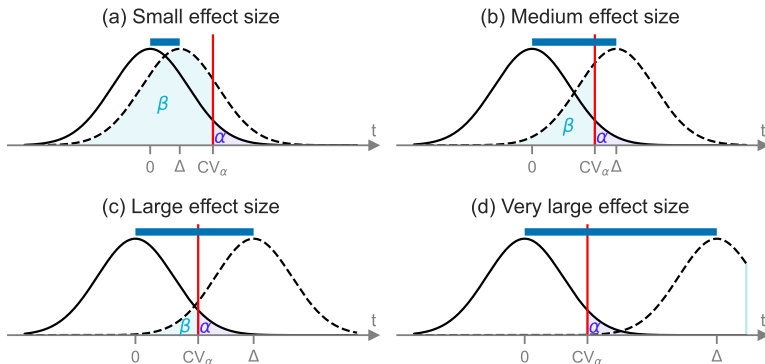 (a) Small effect size
β
α
t
0 Δ CVα
(b) Medium effect size
β
α
t
0 CVα Δ
(c) Large effect size
β
α
t
0 CVα Δ
(d) Very large effect size
α
t
0 CVα Δ